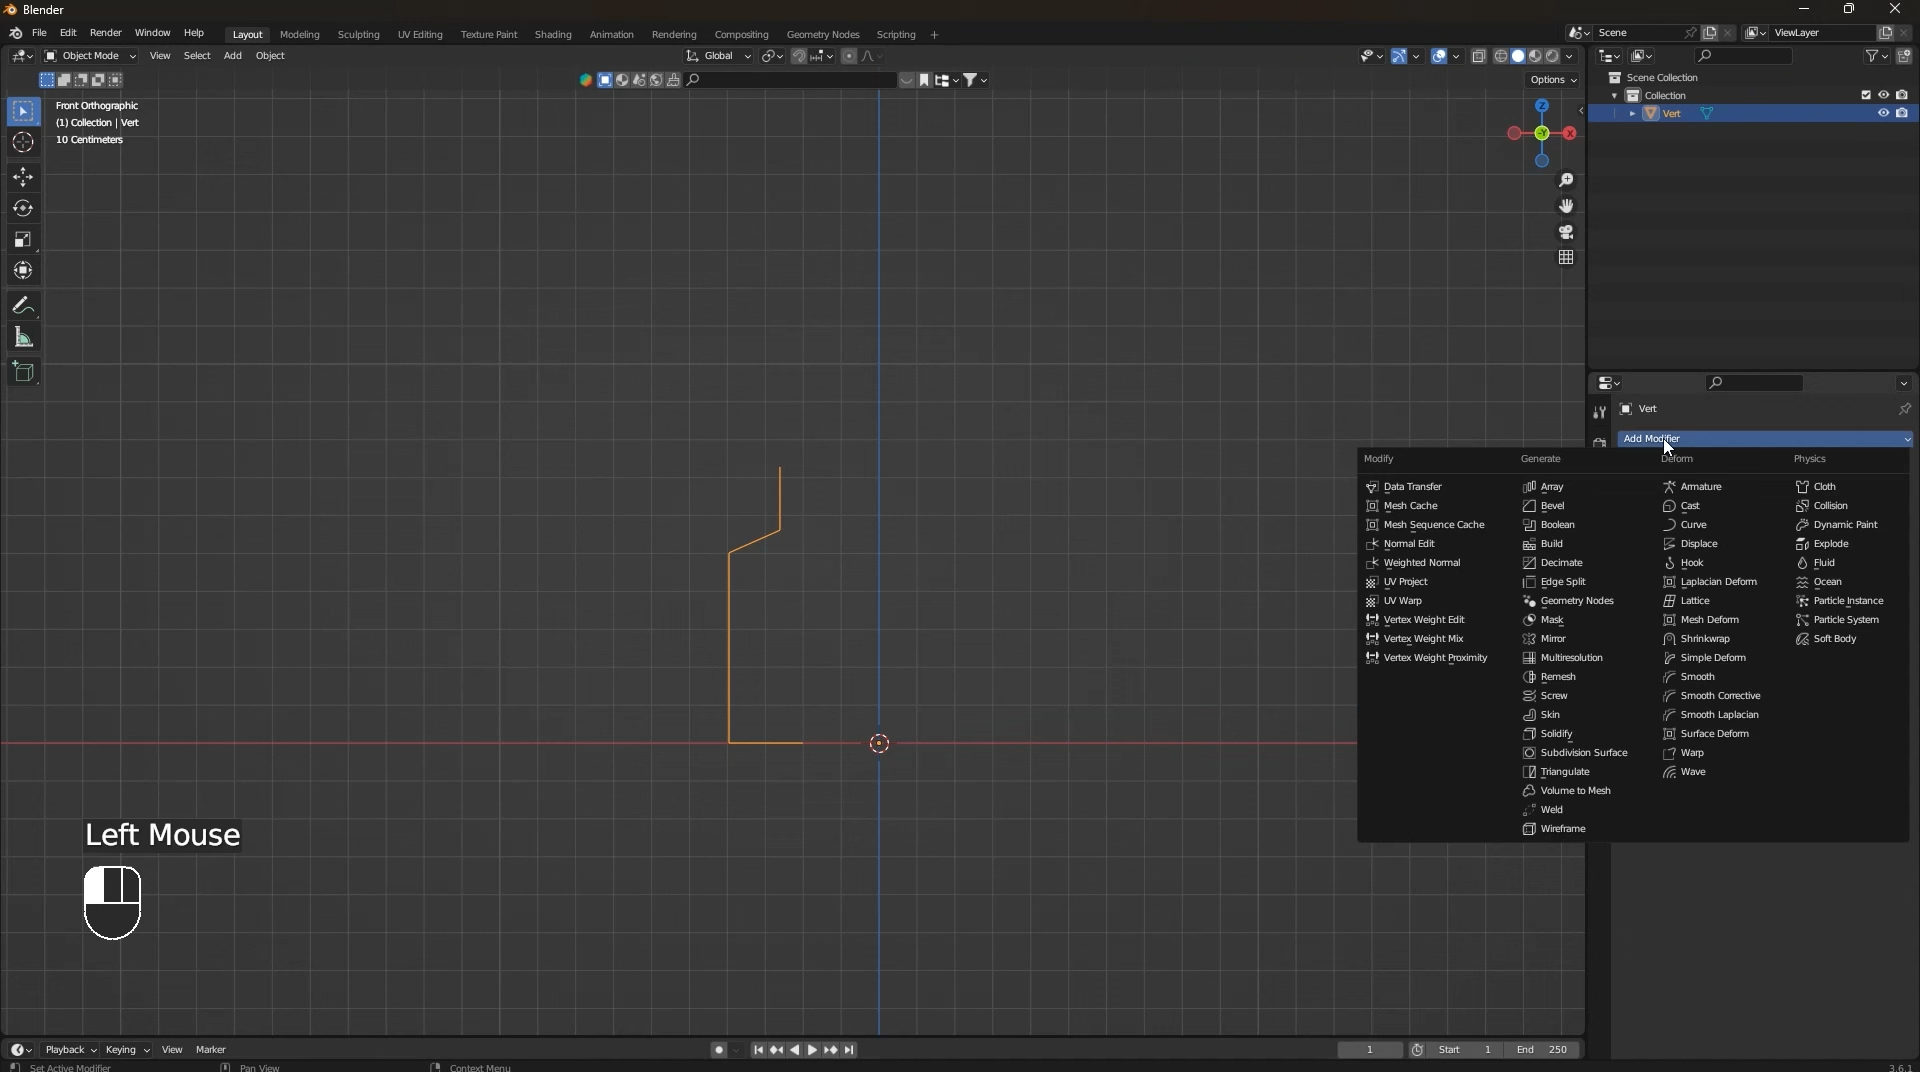 Blender
File Edit Render Window Help Layout Modeling Sculpting UV Editing Texture Paint Shading Animation Rendering Compositing Geometry Nodes Scripting + Scene ViewLayer
Object Mode View Select Add Object Global
Options
Front Orthographic
(1) Collection | Vert
10 Centimeters
Z
-Y X
Scene Collection
Collection
Vert
Vert
Add Modifier
Modify Generate Deform Physics
Data Transfer Array Armature Cloth
Mesh Cache Bevel Cast Collision
Mesh Sequence Cache Boolean Curve Dynamic Paint
Normal Edit Build Displace Explode
Weighted Normal Decimate Hook Fluid
UV Project Edge Split Laplacian Deform Ocean
UV Warp Geometry Nodes Lattice Particle Instance
Vertex Weight Edit Mask Mesh Deform Particle System
Vertex Weight Mix Mirror Shrinkwrap Soft Body
Vertex Weight Proximity Multiresolution Simple Deform
Remesh Smooth
Screw Smooth Corrective
Skin Smooth Laplacian
Solidify Surface Deform
Subdivision Surface Warp
Triangulate Wave
Volume to Mesh
Weld
Wireframe
Left Mouse
Playback Keying View Marker 1 Start 1 End 250
Set Active Modifier Pan View Context Menu 3.6.1